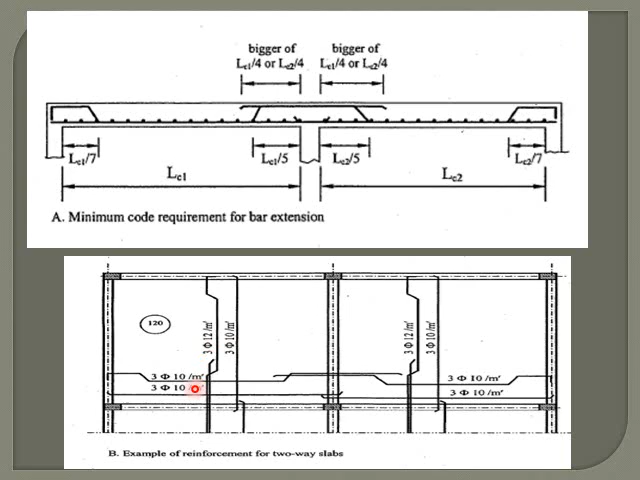 bigger of
Lc1/4 or Lc2/4
bigger of
Lc1/4 or Lc2/4
Lc1/7
Lc1/5
Lc2/5
Lc2/7
Lc1
Lc2
A. Minimum code requirement for bar extension
120
3 Φ 12 /m'
3 Φ 10 /m'
3 Φ 12 /m'
3 Φ 10 /m'
3 Φ 10 /m'
3 Φ 10
3 Φ 10 /m'
3 Φ 10 /m'
B. Example of reinforcement for two-way slabs